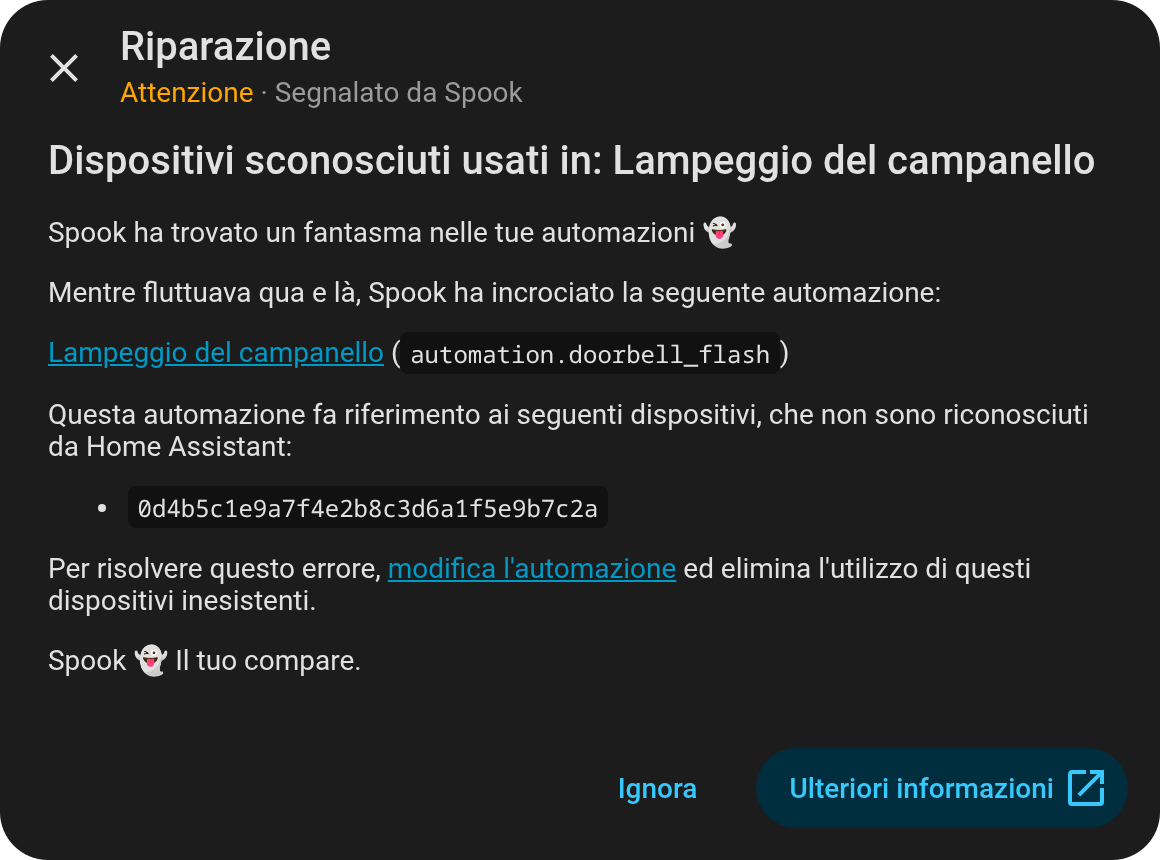 Riparazione
Attenzione · Segnalato da Spook
Dispositivi sconosciuti usati in: Lampeggio del campanello
Spook ha trovato un fantasma nelle tue automazioni 👻
Mentre fluttuava qua e là, Spook ha incrociato la seguente automazione:
Lampeggio del campanello (automation.doorbell_flash)
Questa automazione fa riferimento ai seguenti dispositivi, che non sono riconosciuti
da Home Assistant:
• 0d4b5c1e9a7f4e2b8c3d6a1f5e9b7c2a
Per risolvere questo errore, modifica l'automazione ed elimina l'utilizzo di questi
dispositivi inesistenti.
Spook 👻 Il tuo compare.
Ignora
Ulteriori informazioni